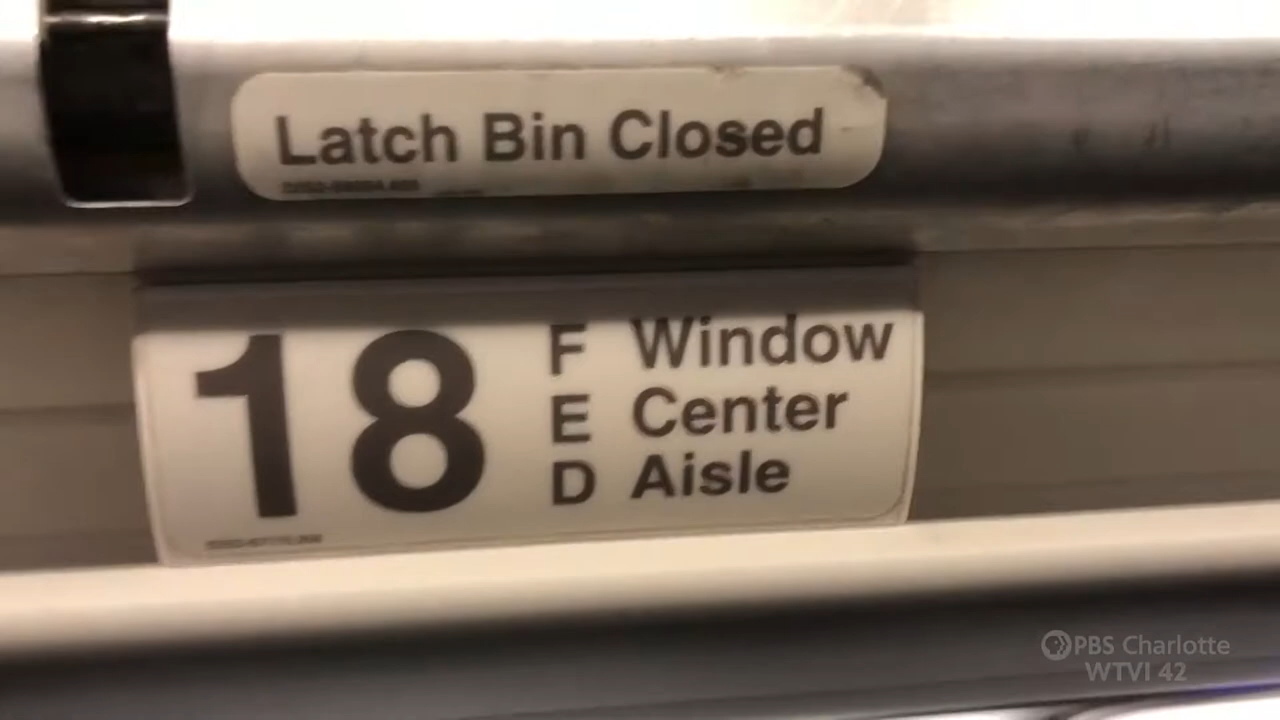 Latch Bin Closed
18
F Window
E Center
D Aisle
PBS Charlotte
WTVI 42